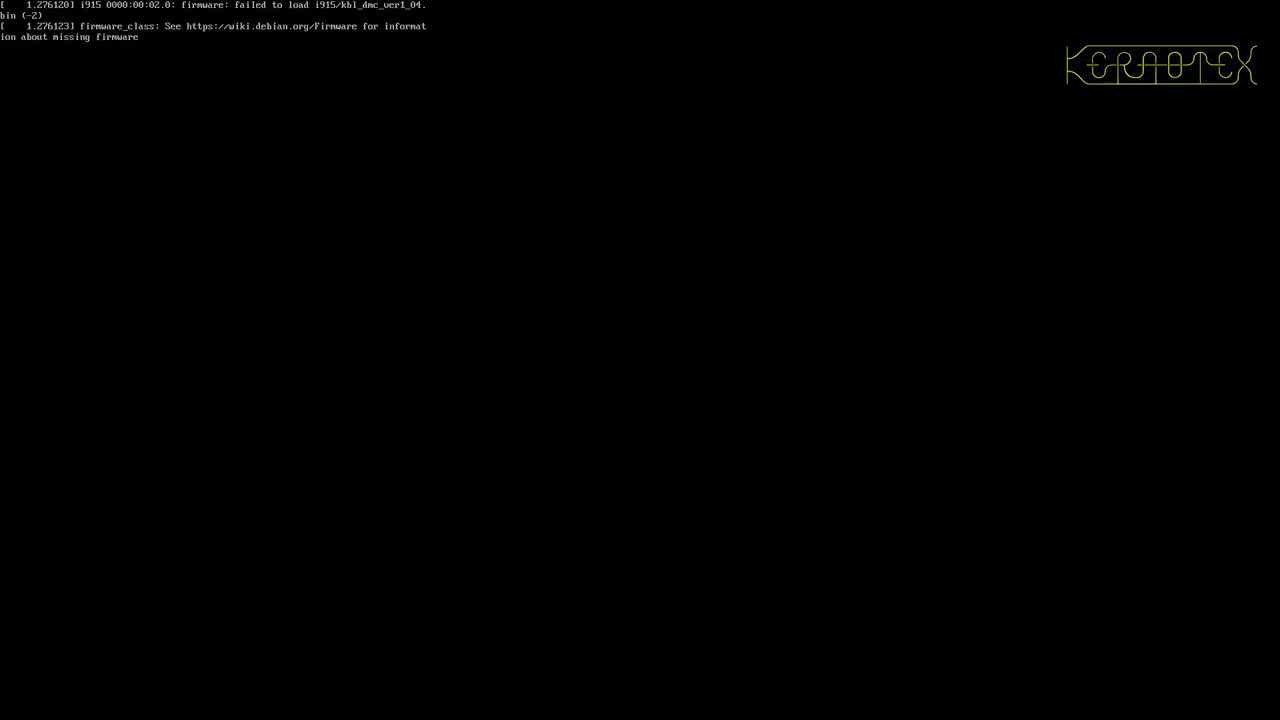 [    1.276120] i915 0000:00:02.0: firmware: failed to load i915/kbl_dmc_ver1_04.
bin (-2)
[    1.276123] firmware_class: See https://wiki.debian.org/Firmware for informat
ion about missing firmware
KERAOTEX